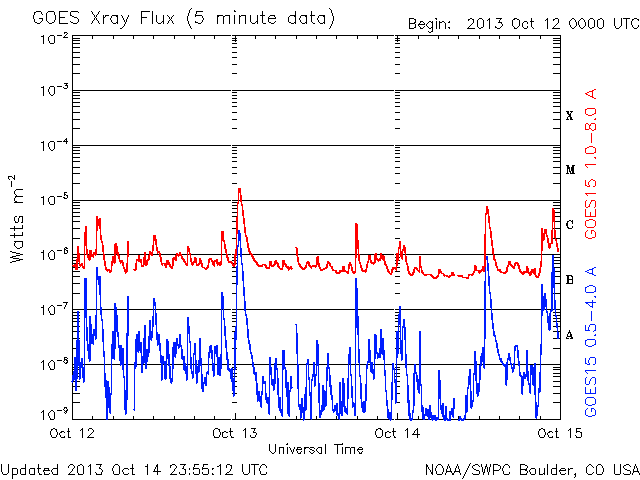 GOES Xray Flux (5 minute data)
Begin: 2013 Oct 12 0000 UTC
10-2
10-3
10-4
10-5
10-6
10-7
10-8
10-9
Watts m-2
X
M
C
B
A
GOES15 1.0-8.0 A
GOES15 0.5-4.0 A
Oct 12 Oct 13 Oct 14 Oct 15
Universal Time
Updated 2013 Oct 14 23:55:12 UTC
NOAA/SWPC Boulder, CO USA